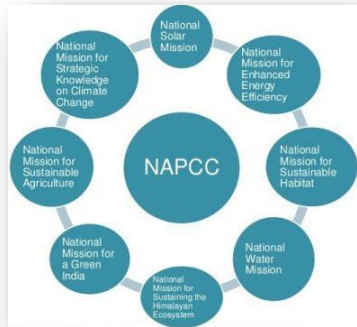 National
Solar
Mission
National
Mission for
Enhanced
Energy
Efficiency
National
Mission for
Sustainable
Habitat
National
Water
Mission
National
Mission for
Sustaining the
Himalayan
Ecosystem
National
Mission for
a Green
India
National
Mission for
Sustainable
Agriculture
National
Mission for
Strategic
Knowledge
on Climate
Change
NAPCC